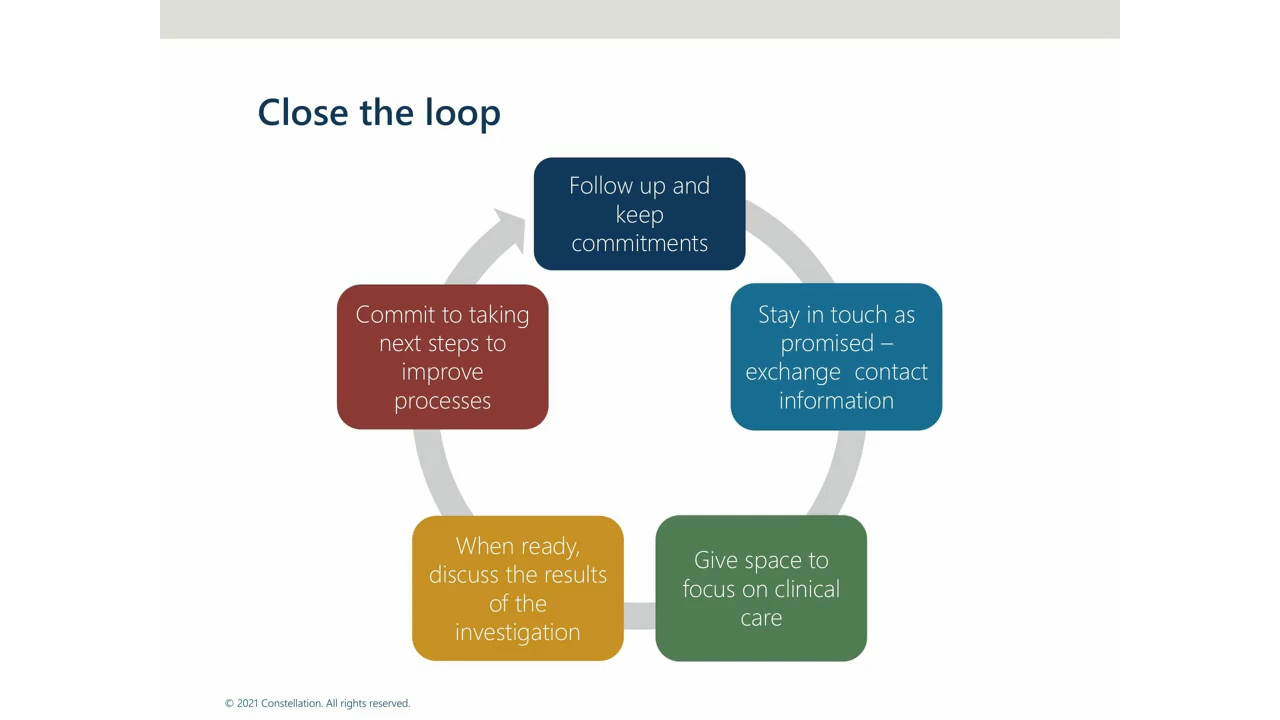 Close the loop
Follow up and
keep
commitments
Stay in touch as
promised –
exchange  contact
information
Give space to
focus on clinical
care
When ready,
discuss the results
of the
investigation
Commit to taking
next steps to
improve
processes
© 2021 Constellation. All rights reserved.